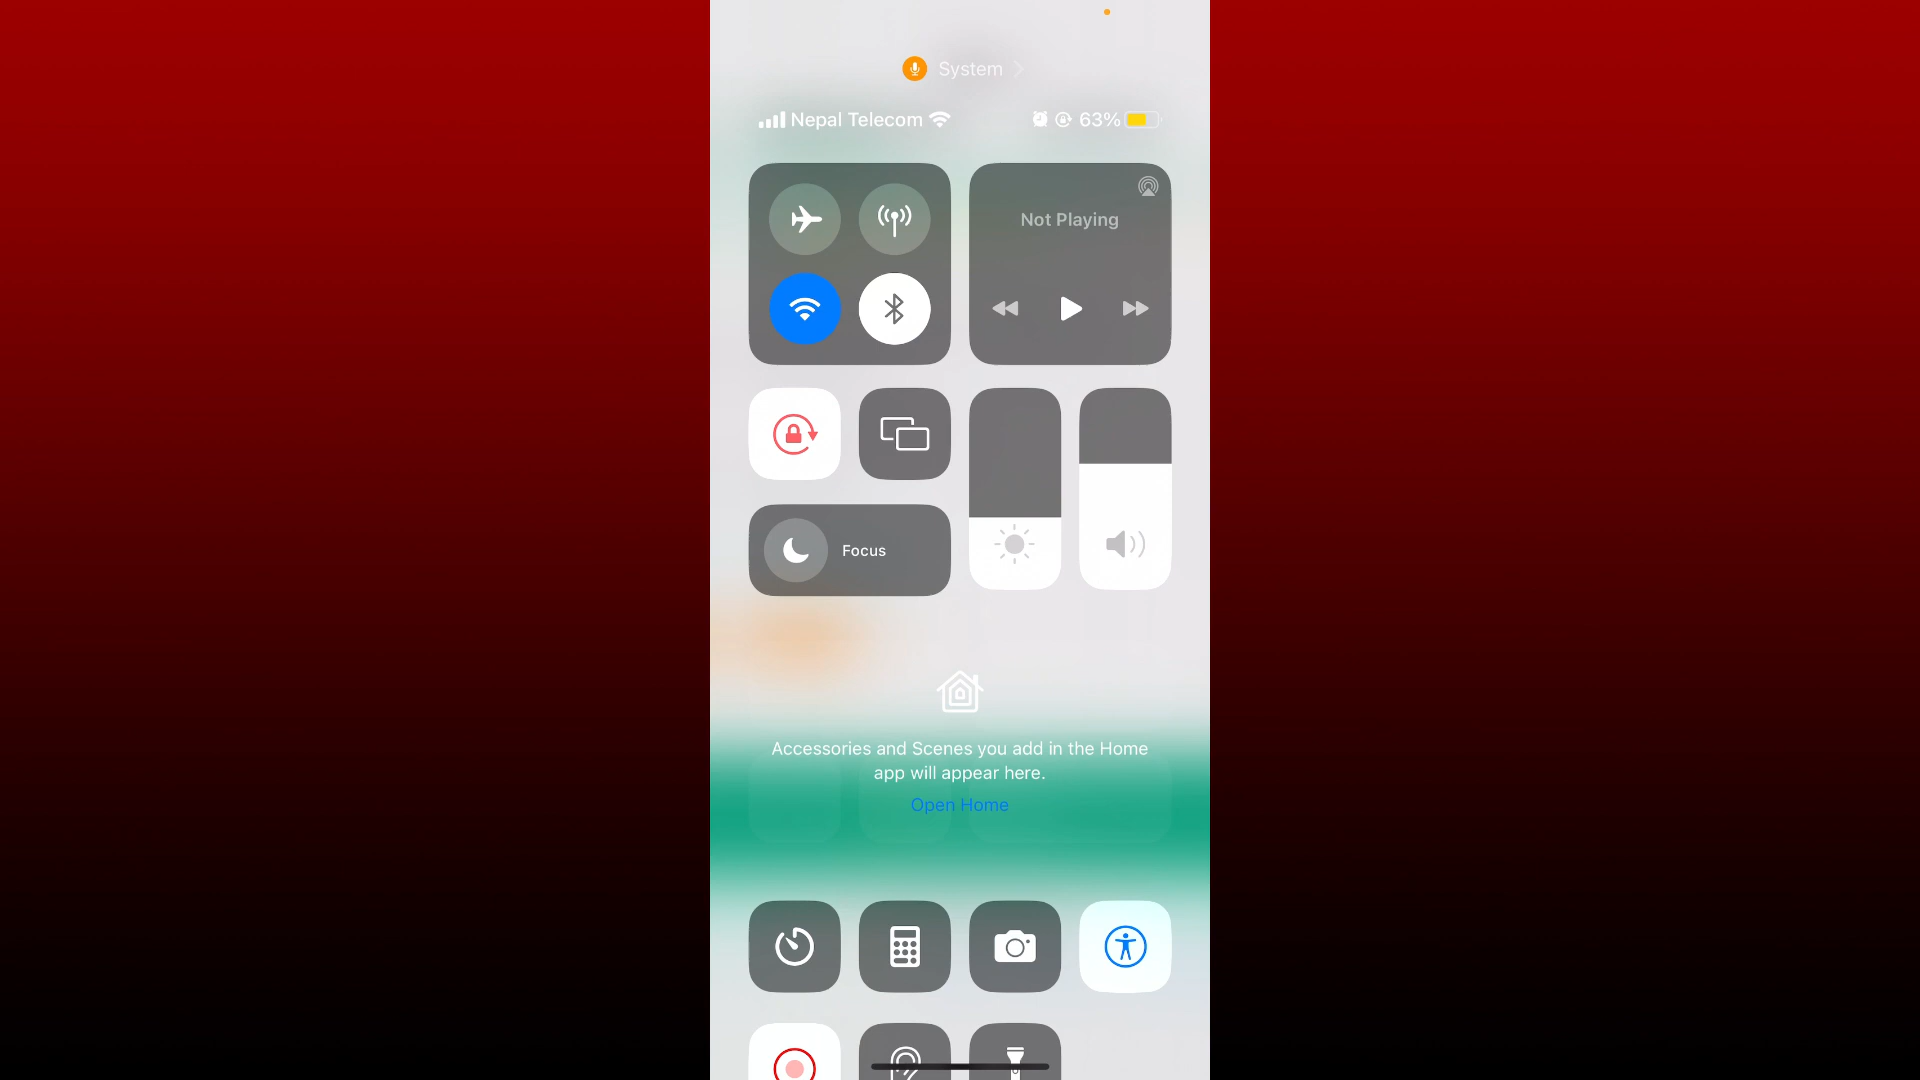 System
Nepal Telecom
63%
Not Playing
Focus
Accessories and Scenes you add in the Home
app will appear here.
Open Home